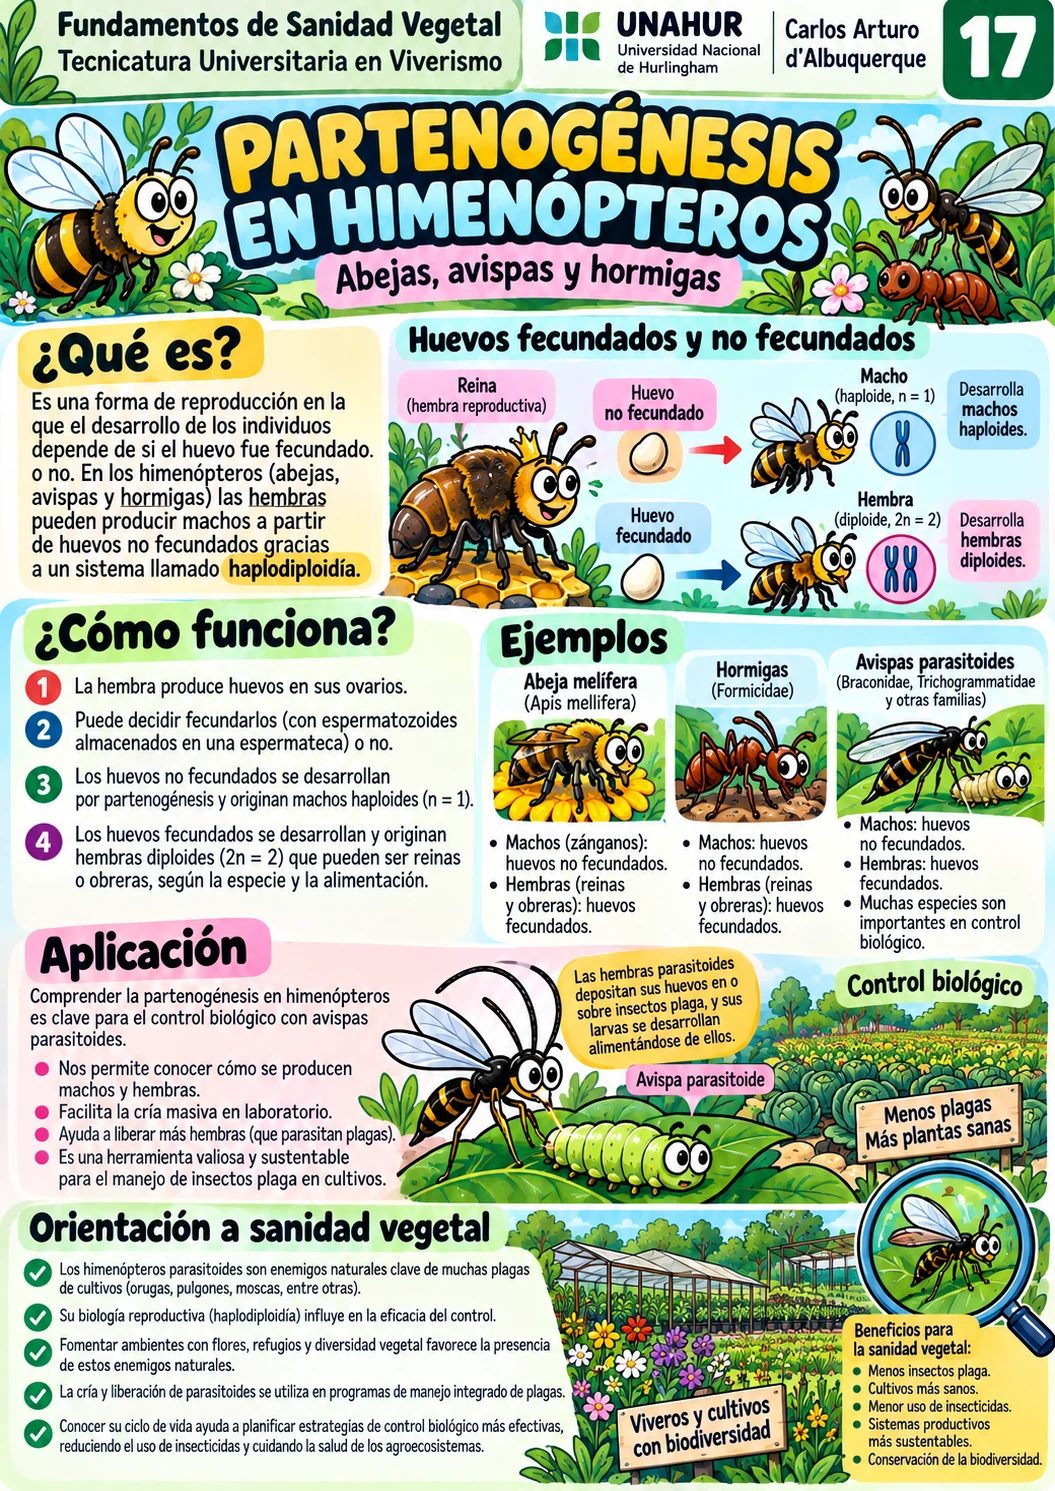 Fundamentos de Sanidad Vegetal
Tecnicatura Universitaria en Viverismo
UNAHUR
Universidad Nacional
de Hurlingham
Carlos Arturo
d'Albuquerque
17
PARTENOGÉNESIS
EN HIMENÓPTEROS
Abejas, avispas y hormigas
¿Qué es?
Es una forma de reproducción en la
que el desarrollo de los individuos
depende de si el huevo fue fecundado
o no. En los himenópteros (abejas,
avispas y hormigas) las hembras
pueden producir machos a partir
de huevos no fecundados gracias
a un sistema llamado haplodiploidía.
Huevos fecundados y no fecundados
Reina
(hembra reproductiva)
Huevo
no fecundado
Macho
(haploide, n = 1)
Desarrolla
machos
haploides.
Huevo
fecundado
Hembra
(diploide, 2n = 2)
Desarrolla
hembras
diploides.
¿Cómo funciona?
1 La hembra produce huevos en sus ovarios.
2 Puede decidir fecundarlos (con espermatozoides
almacenados en una espermateca) o no.
3 Los huevos no fecundados se desarrollan
por partenogénesis y originan machos haploides (n = 1).
4 Los huevos fecundados se desarrollan y originan
hembras diploides (2n = 2) que pueden ser reinas
o obreras, según la especie y la alimentación.
Ejemplos
Abeja melífera
(Apis mellifera)
• Machos (zánganos):
huevos no fecundados.
• Hembras (reinas
y obreras): huevos
fecundados.
Hormigas
(Formicidae)
• Machos: huevos
no fecundados.
• Hembras (reinas
y obreras): huevos
fecundados.
Avispas parasitoides
(Braconidae, Trichogrammatidae
y otras familias)
• Machos: huevos
no fecundados.
• Hembras: huevos
fecundados.
• Muchas especies son
importantes en control
biológico.
Aplicación
Comprender la partenogénesis en himenópteros
es clave para el control biológico con avispas
parasitoides.
• Nos permite conocer cómo se producen
machos y hembras.
• Facilita la cría masiva en laboratorio.
• Ayuda a liberar más hembras (que parasitan plagas).
• Es una herramienta valiosa y sustentable
para el manejo de insectos plaga en cultivos.
Las hembras parasitoides
depositan sus huevos en o
sobre insectos plaga, y sus
larvas se desarrollan
alimentándose de ellos.
Avispa parasitoide
Control biológico
Menos plagas
Más plantas sanas
Orientación a sanidad vegetal
Los himenópteros parasitoides son enemigos naturales clave de muchas plagas
de cultivos (orugas, pulgones, moscas, entre otras).
Su biología reproductiva (haplodiploidía) influye en la eficacia del control.
Fomentar ambientes con flores, refugios y diversidad vegetal favorece la presencia
de estos enemigos naturales.
La cría y liberación de parasitoides se utiliza en programas de manejo integrado de plagas.
Conocer su ciclo de vida ayuda a planificar estrategias de control biológico más efectivas,
reduciendo el uso de insecticidas y cuidando la salud de los agroecosistemas.
Viveros y cultivos
con biodiversidad
Beneficios para
la sanidad vegetal:
• Menos insectos plaga.
• Cultivos más sanos.
• Menor uso de insecticidas.
• Sistemas productivos
más sustentables.
• Conservación de la biodiversidad.